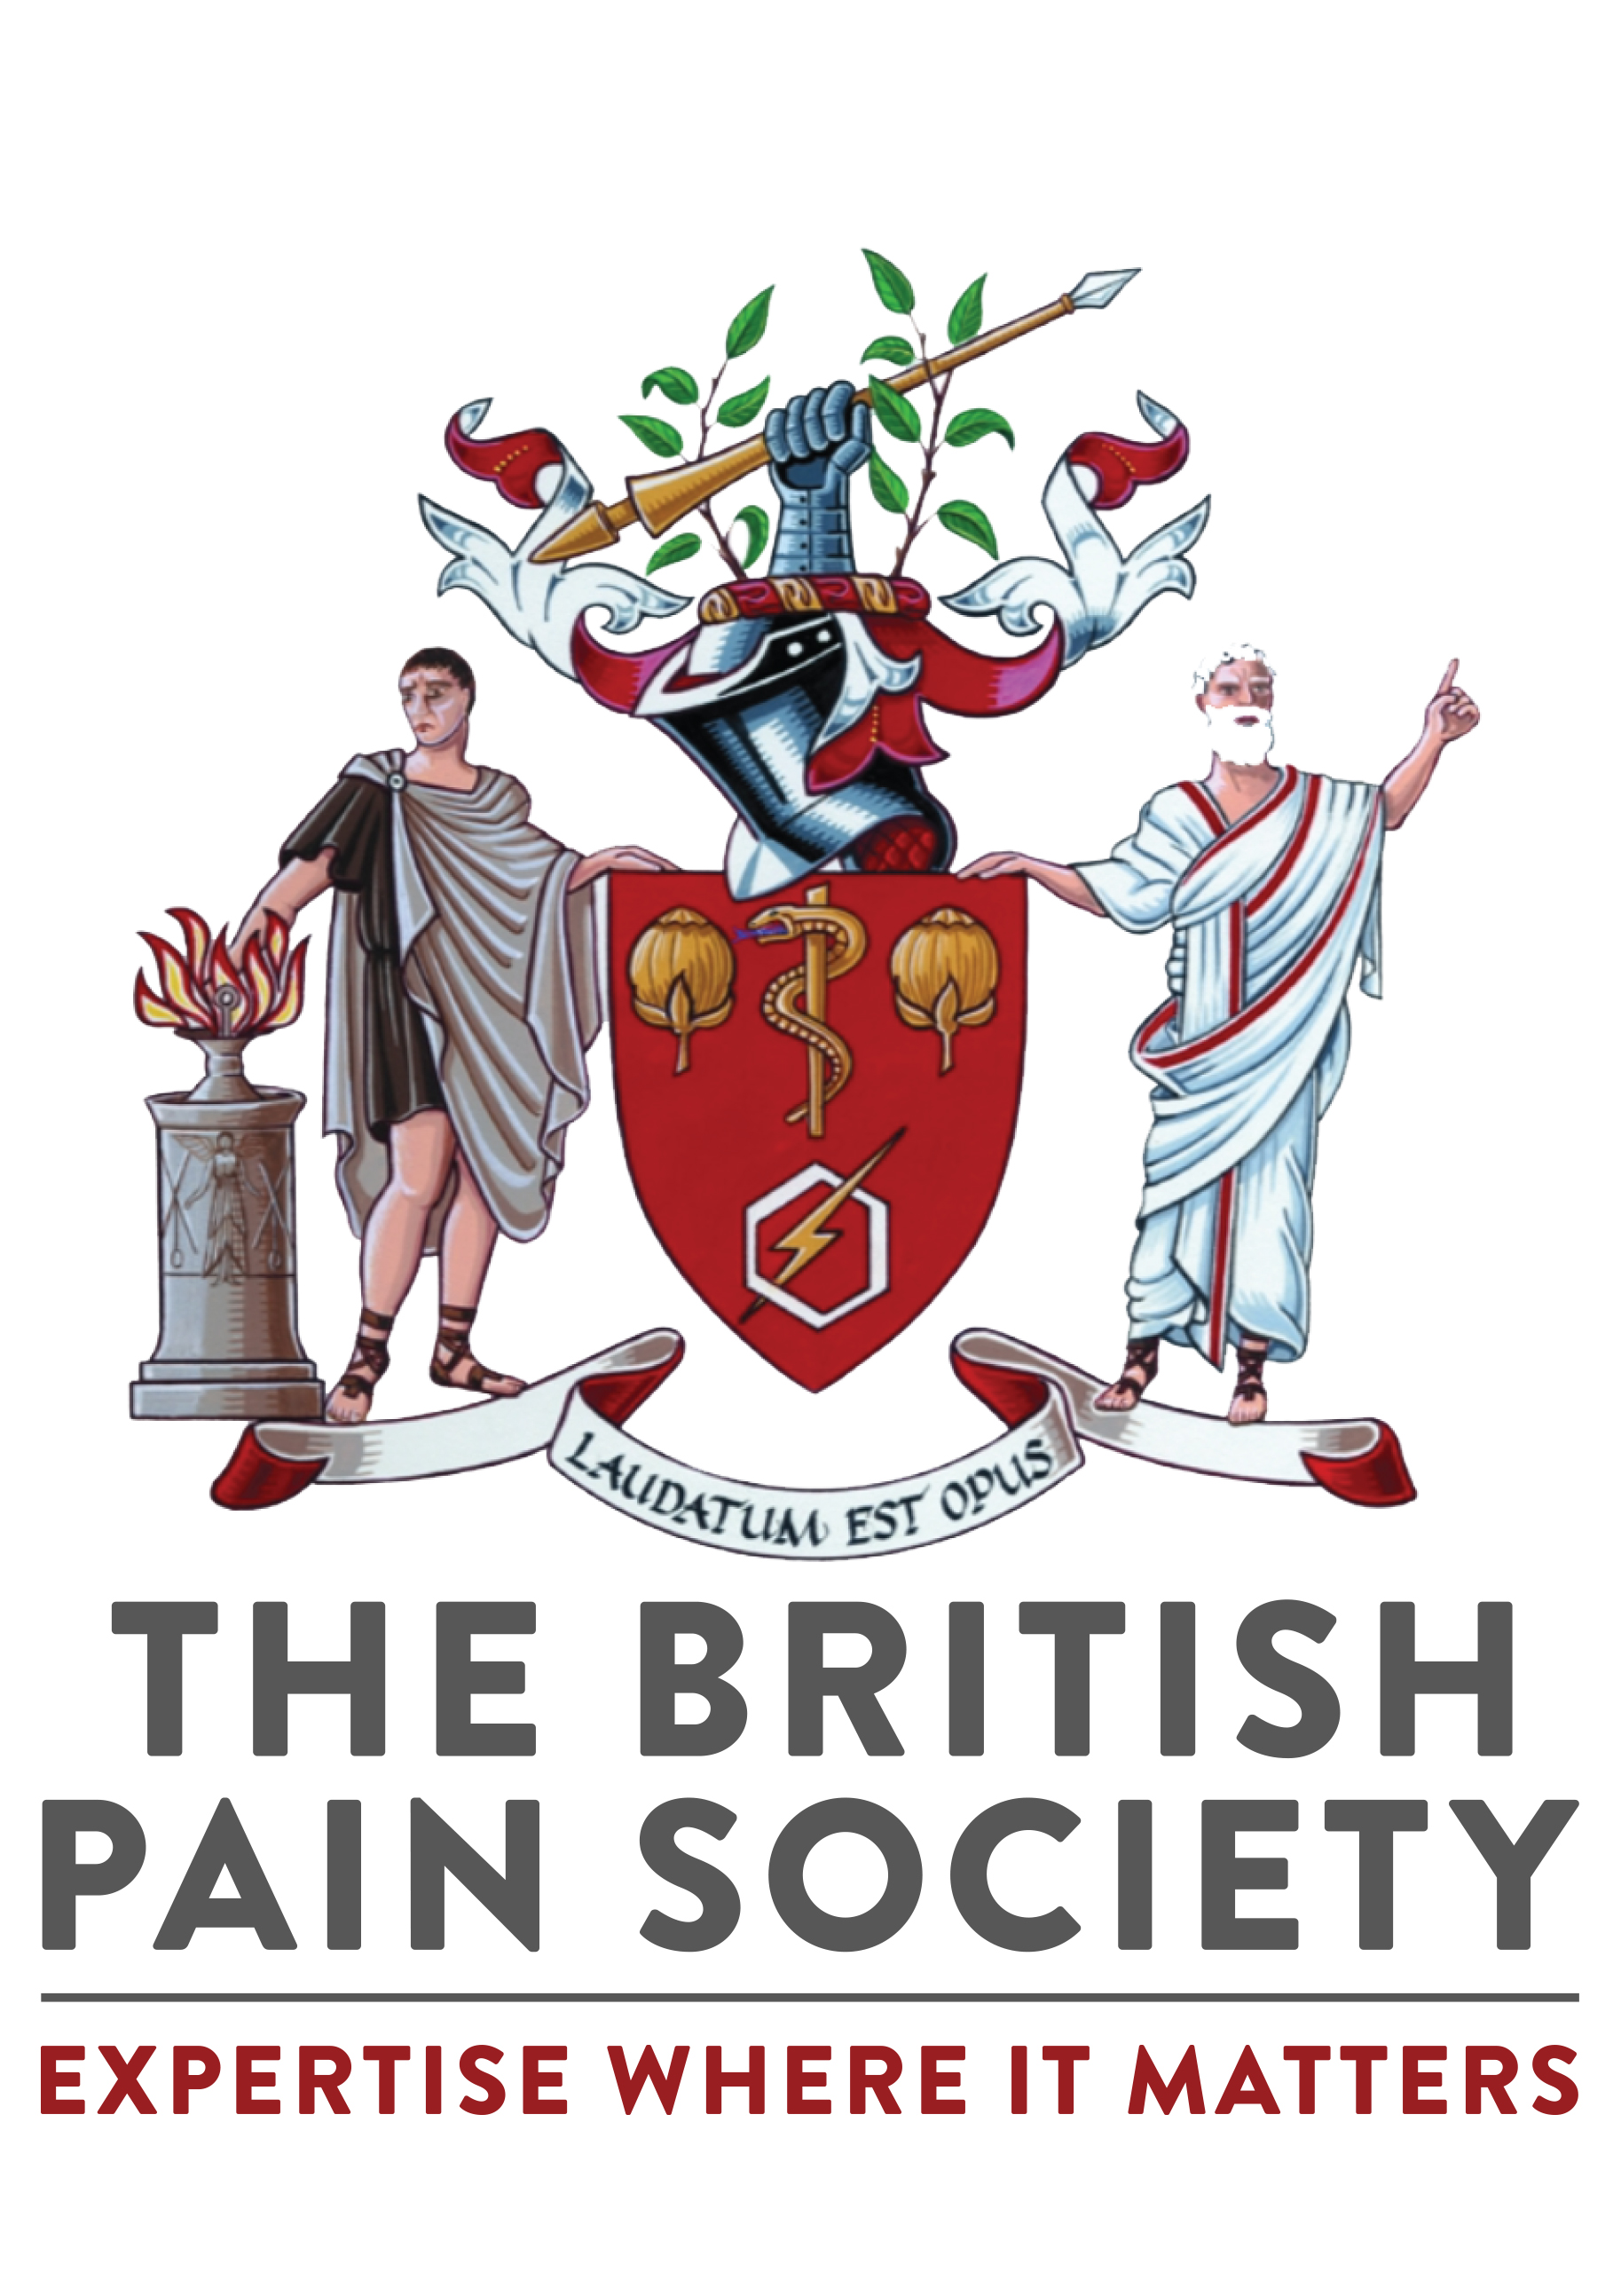 LAUDATUM EST OPUS
THE BRITISH
PAIN SOCIETY
EXPERTISE WHERE IT MATTERS